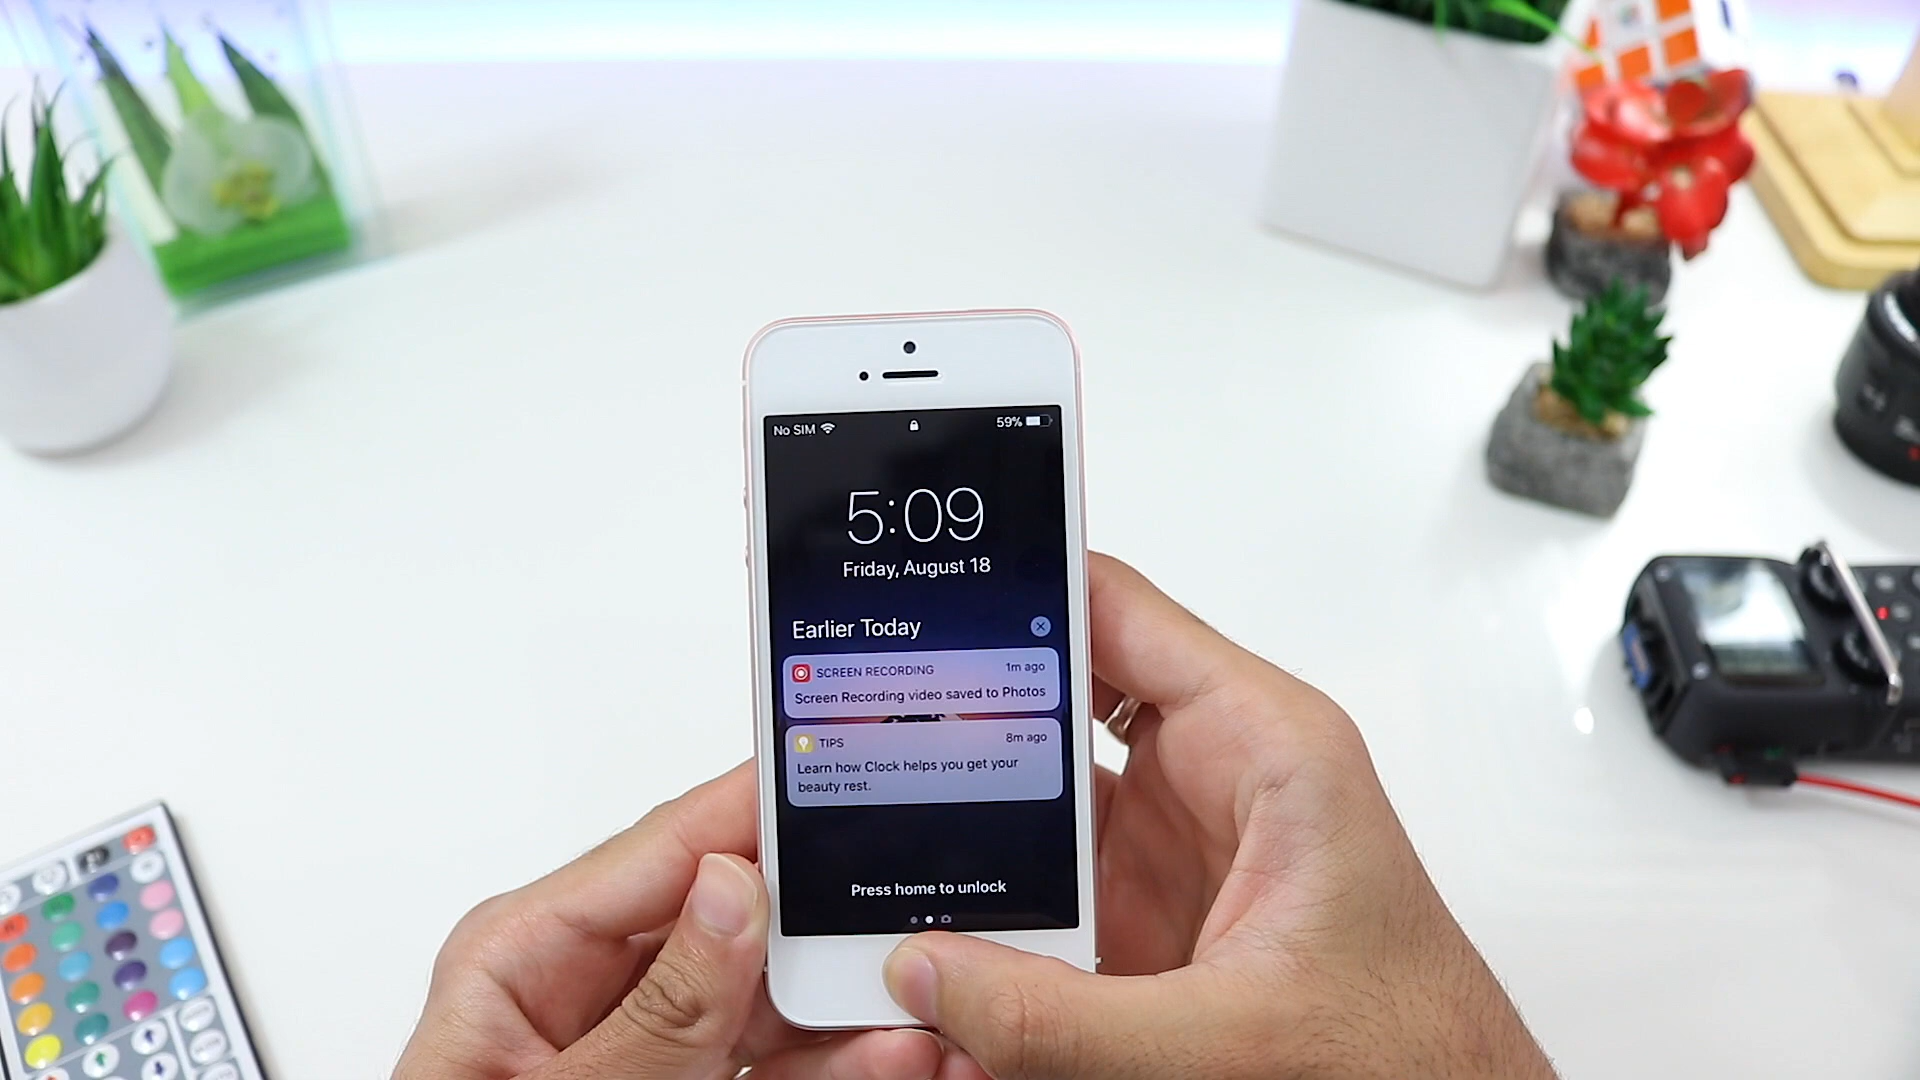 No SIM 59%
5:09
Friday, August 18
Earlier Today
SCREEN RECORDING 1m ago
Screen Recording video saved to Photos
TIPS 8m ago
Learn how Clock helps you get your
beauty rest.
Press home to unlock